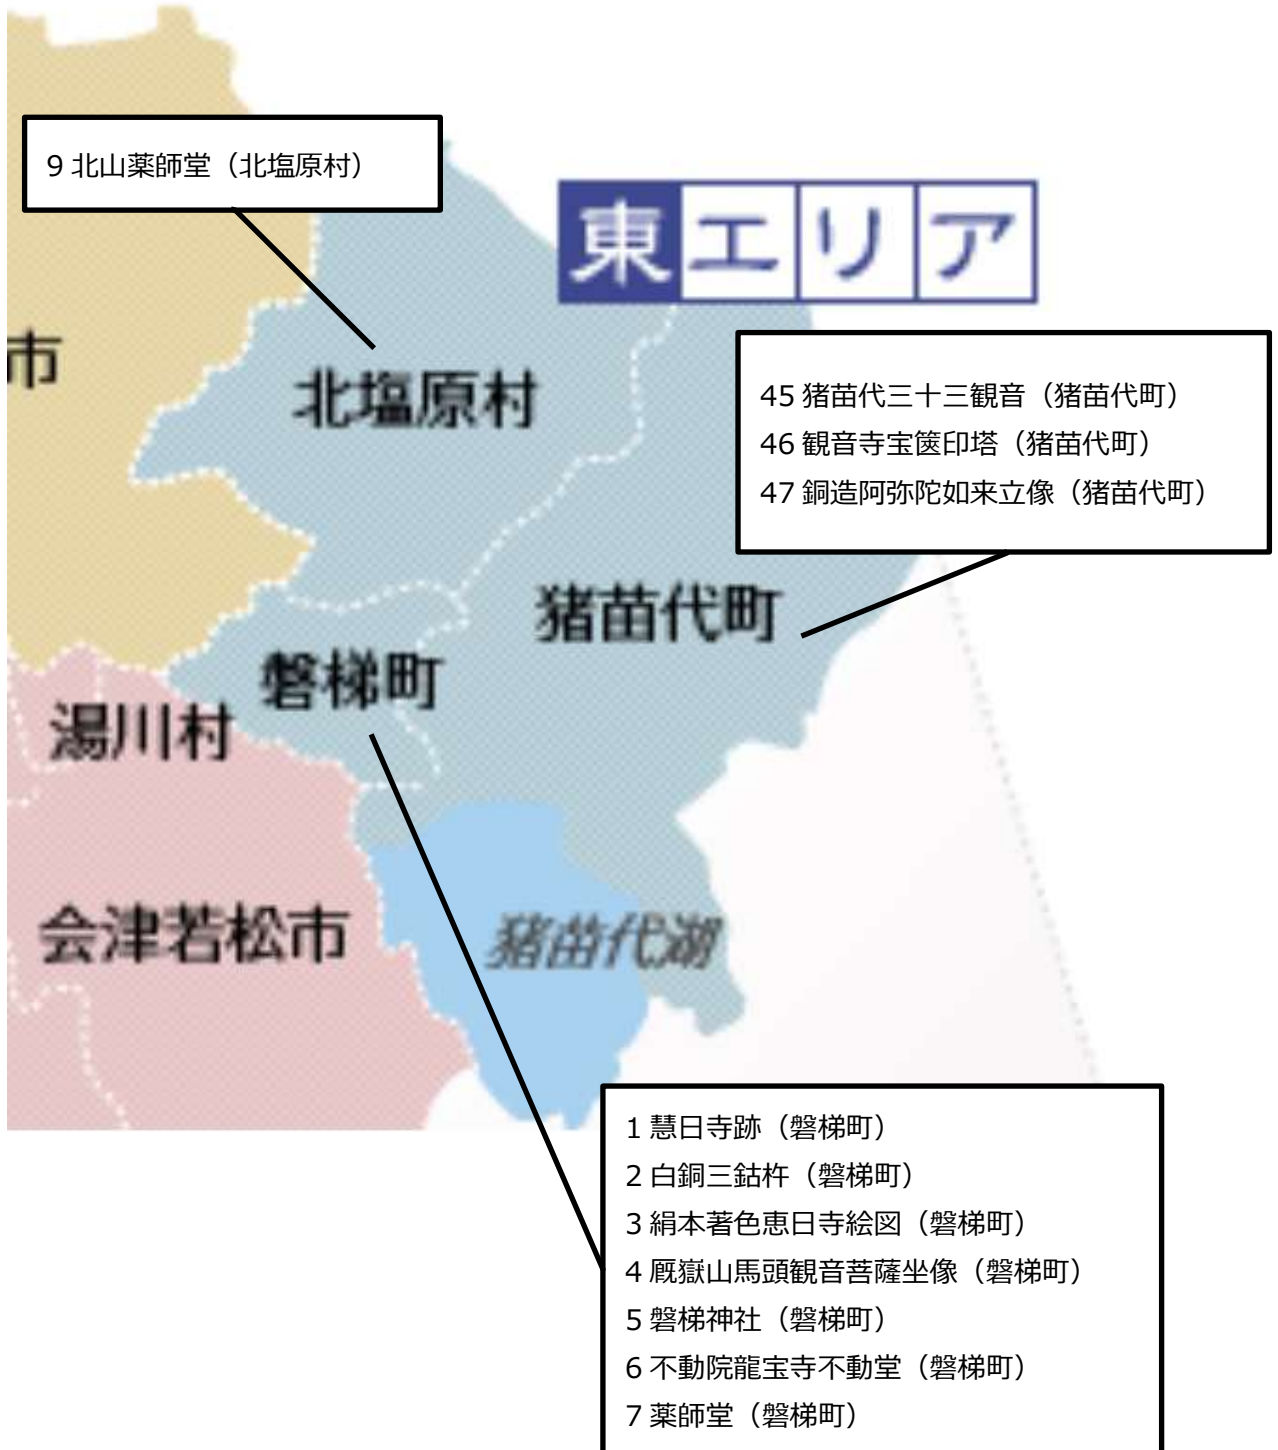 9 北山薬師堂（北塩原村）
東エリア
市
北塩原村
45 猪苗代三十三観音（猪苗代町）
46 観音寺宝篋印塔（猪苗代町）
47 銅造阿弥陀如来立像（猪苗代町）
猪苗代町
磐梯町
湯川村
会津若松市
猪苗代湖
1 慧日寺跡（磐梯町）
2 白銅三鈷杵（磐梯町）
3 絹本著色恵日寺絵図（磐梯町）
4 厩嶽山馬頭観音菩薩坐像（磐梯町）
5 磐梯神社（磐梯町）
6 不動院龍宝寺不動堂（磐梯町）
7 薬師堂（磐梯町）